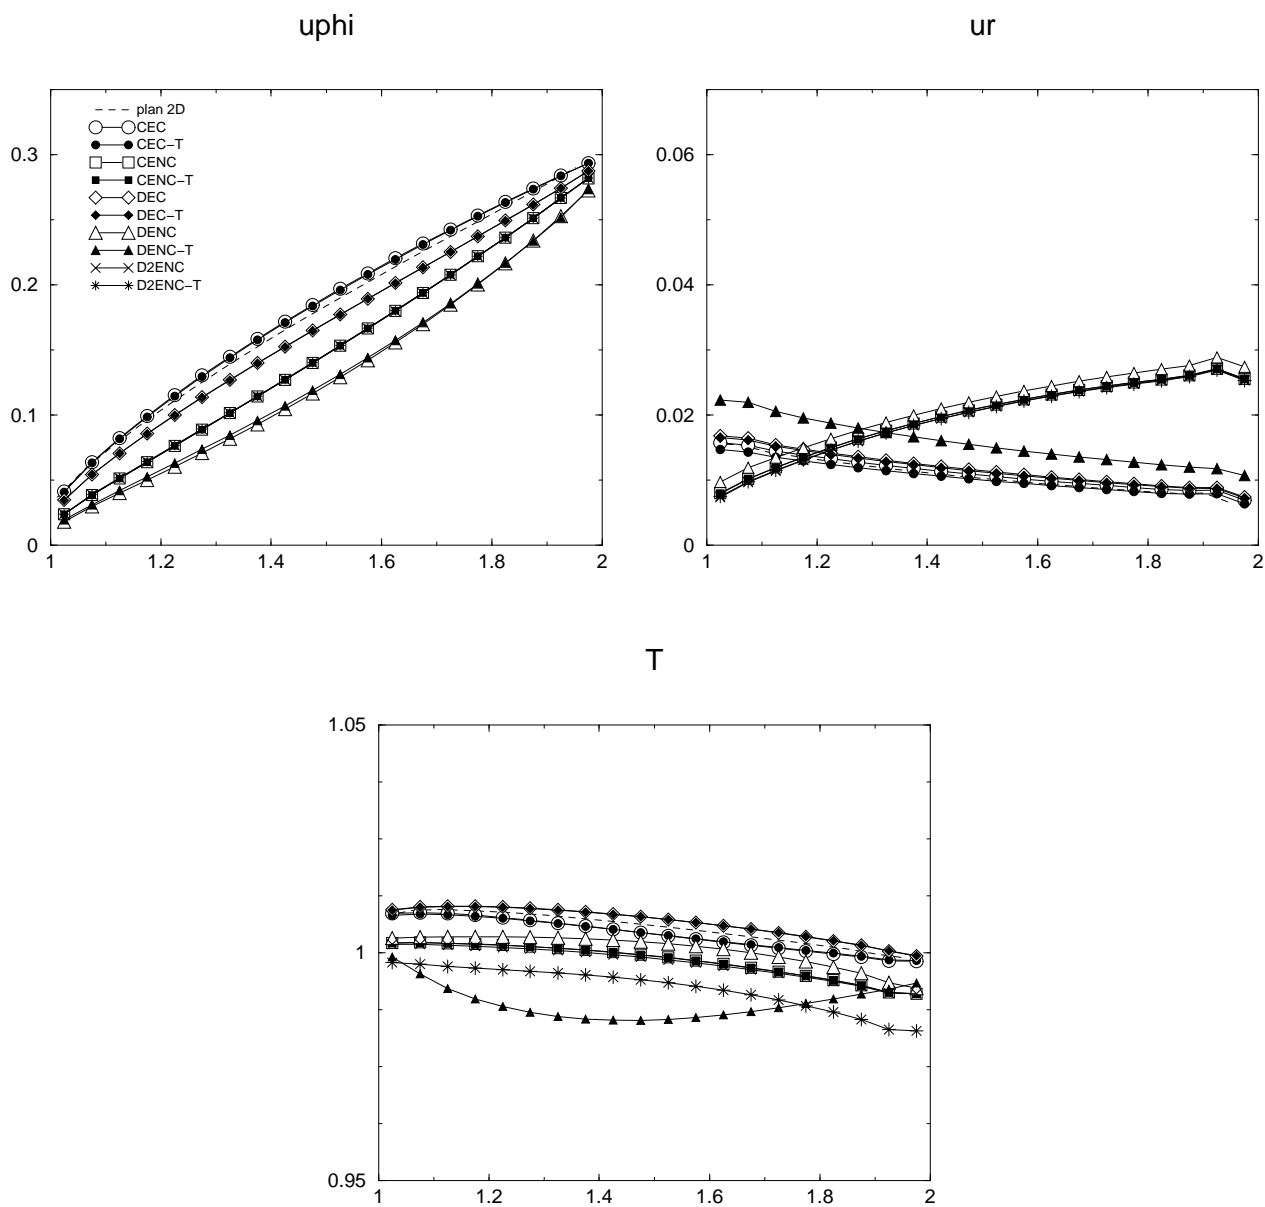 uphi
ur
plan 2D
CEC
CEC-T
CENC
CENC-T
DEC
DEC-T
DENC
DENC-T
D2ENC
D2ENC-T
0.3
0.2
0.1
0
1 1.2 1.4 1.6 1.8 2
0.06
0.04
0.02
0
1 1.2 1.4 1.6 1.8 2
T
1.05
1
0.95
1 1.2 1.4 1.6 1.8 2